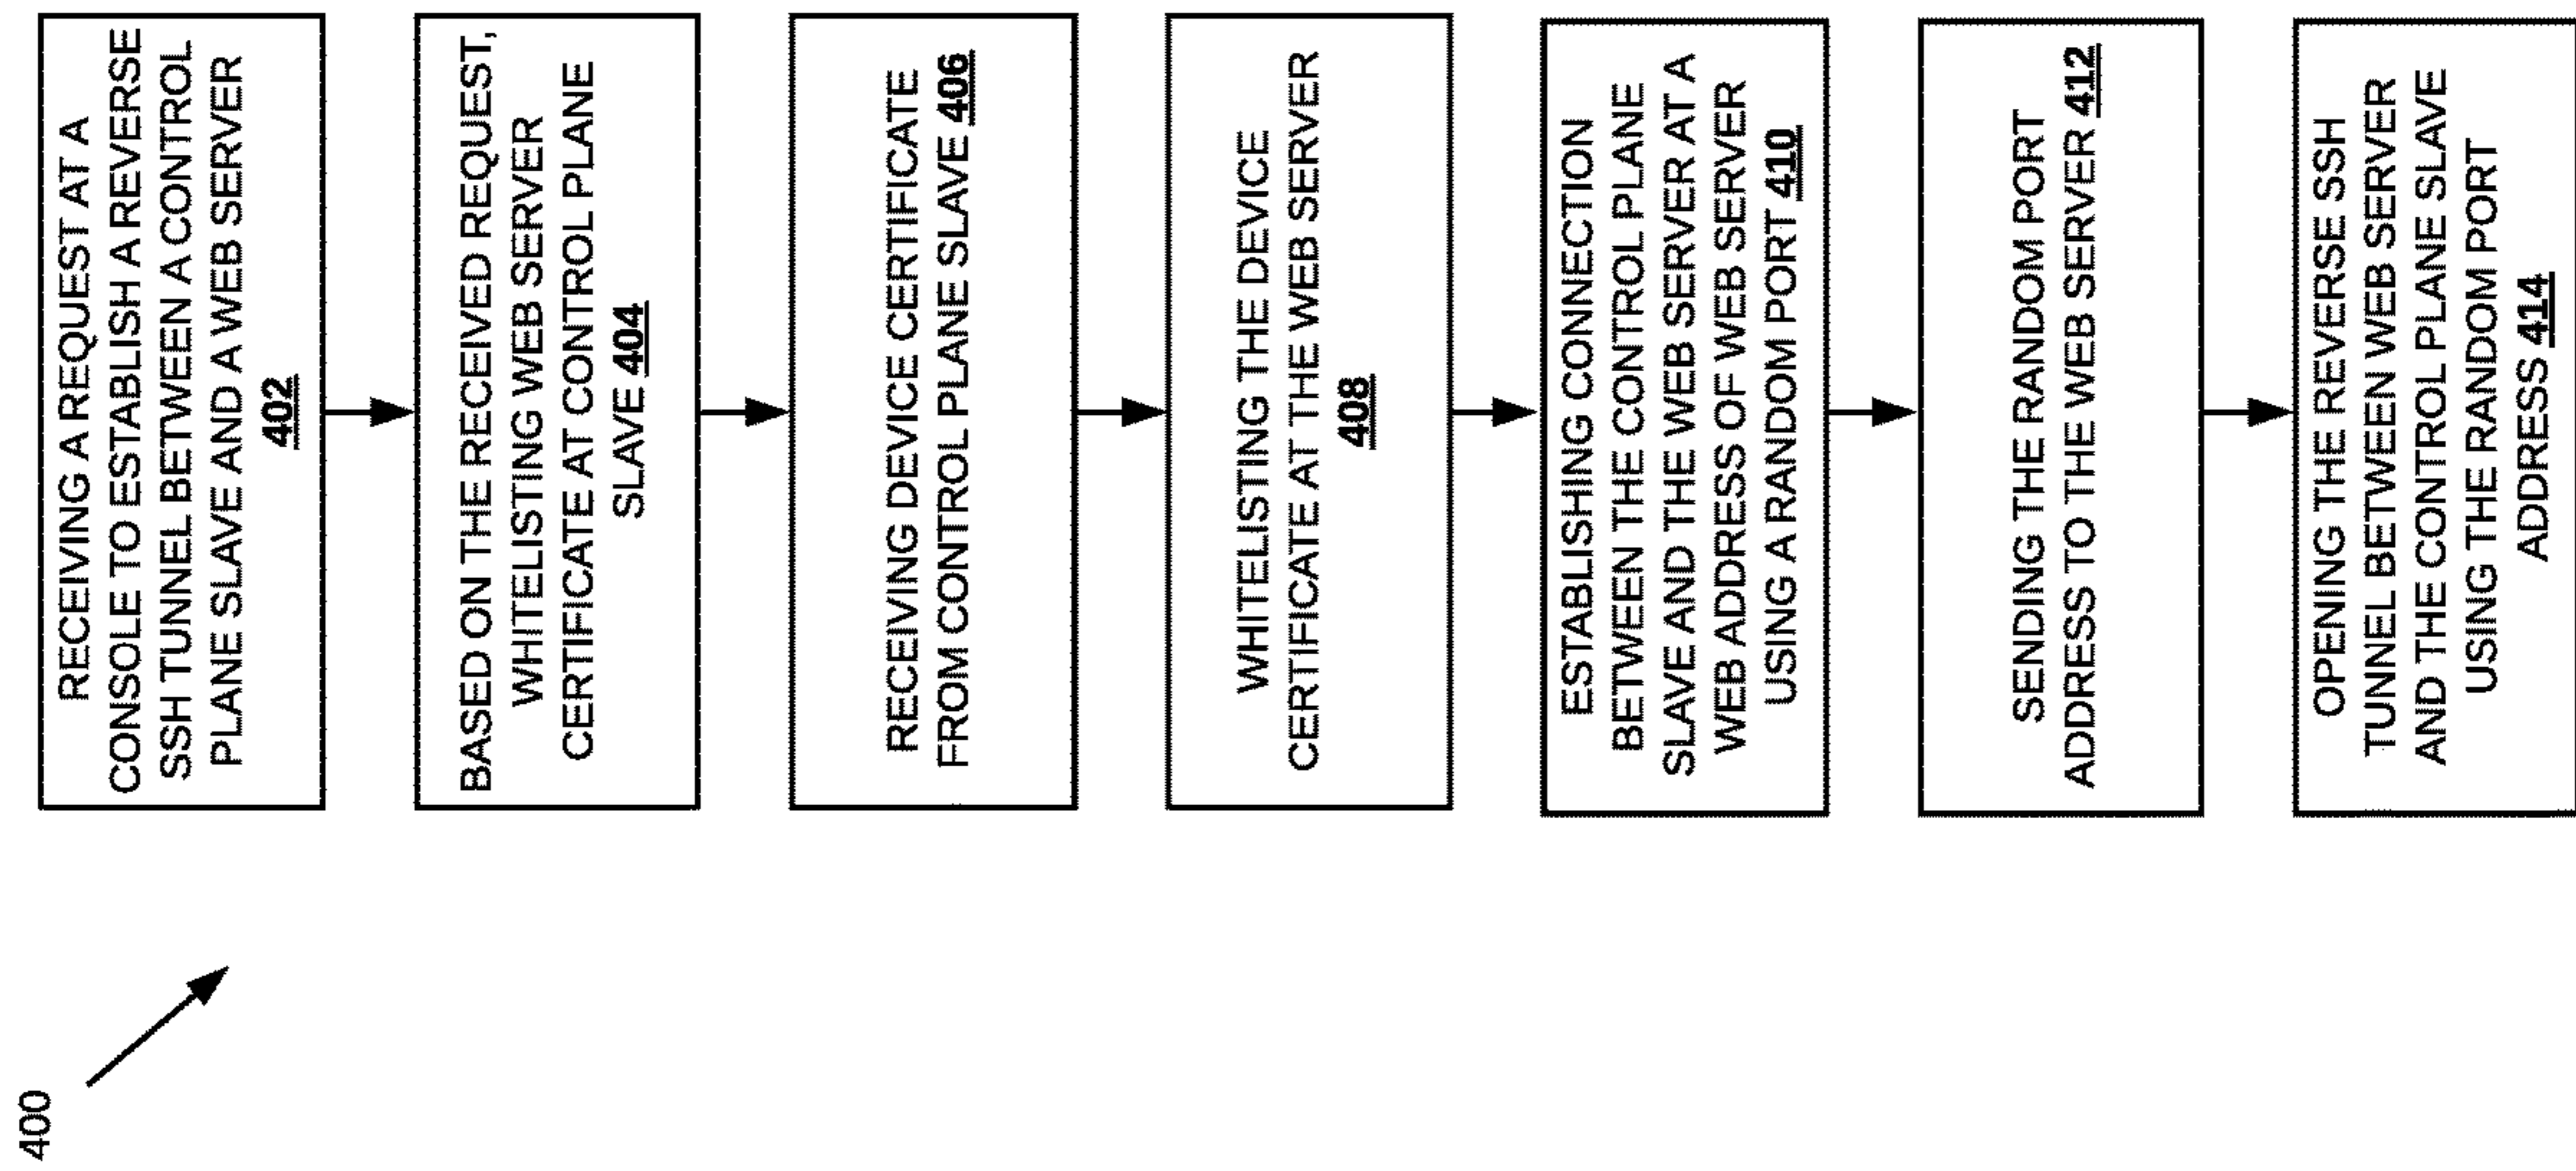 400
RECEIVING A REQUEST AT A
CONSOLE TO ESTABLISH A REVERSE
SSH TUNNEL BETWEEN A CONTROL
PLANE SLAVE AND A WEB SERVER
402
BASED ON THE RECEIVED REQUEST,
WHITELISTING WEB SERVER
CERTIFICATE AT CONTROL PLANE
SLAVE 404
RECEIVING DEVICE CERTIFICATE
FROM CONTROL PLANE SLAVE 406
WHITELISTING THE DEVICE
CERTIFICATE AT THE WEB SERVER
408
ESTABLISHING CONNECTION
BETWEEN THE CONTROL PLANE
SLAVE AND THE WEB SERVER AT A
WEB ADDRESS OF WEB SERVER
USING A RANDOM PORT 410
SENDING THE RANDOM PORT
ADDRESS TO THE WEB SERVER 412
OPENING THE REVERSE SSH
TUNNEL BETWEEN WEB SERVER
AND THE CONTROL PLANE SLAVE
USING THE RANDOM PORT
ADDRESS 414